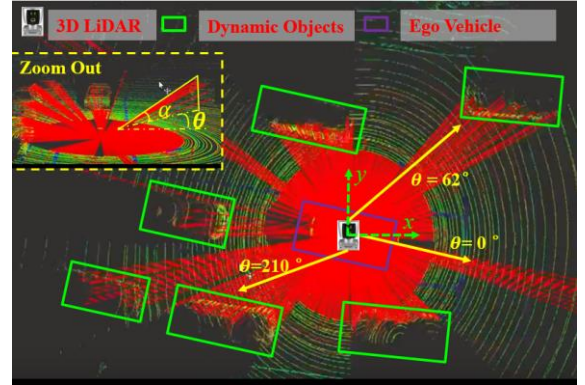 3D LiDAR Dynamic Objects Ego Vehicle
Zoom Out
α θ
θ = 62°
y
x
θ = 0°
θ=210 °